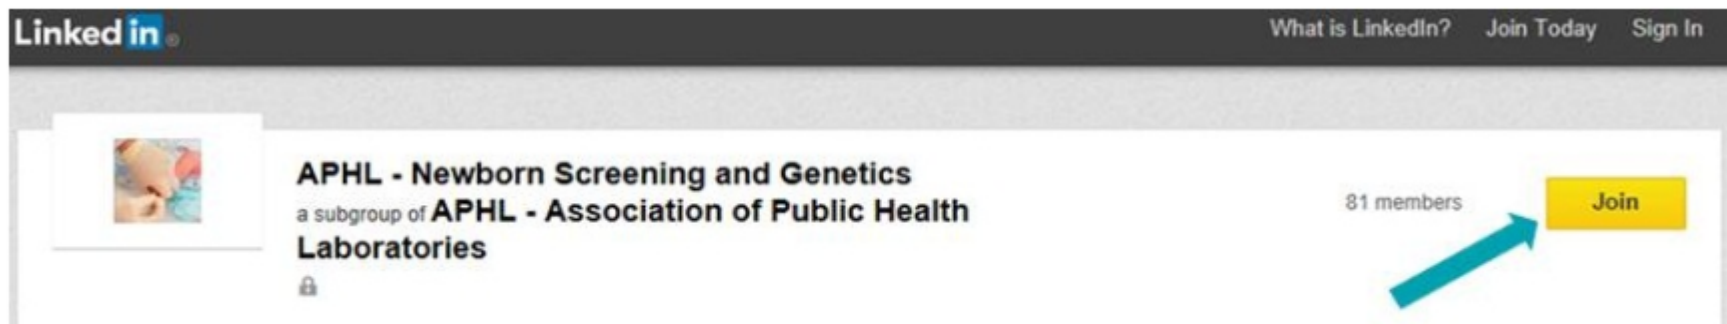 Linked in ®
What is LinkedIn? Join Today Sign In
APHL - Newborn Screening and Genetics
a subgroup of APHL - Association of Public Health
Laboratories
81 members
Join